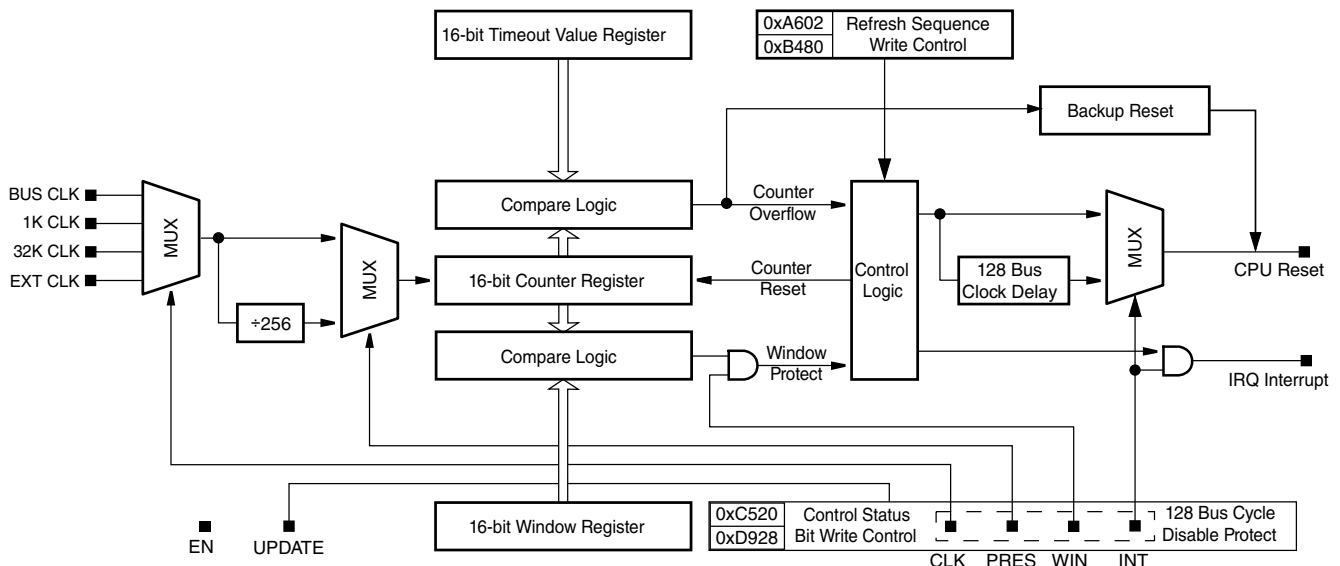 16-bit Timeout Value Register
0xA602
0xB480
Refresh Sequence
Write Control
Backup Reset
BUS CLK
1K CLK
32K CLK
EXT CLK
MUX
÷256
MUX
Compare Logic
16-bit Counter Register
Compare Logic
Counter
Overflow
Counter
Reset
Window
Protect
Control
Logic
128 Bus
Clock Delay
MUX
CPU Reset
IRQ Interrupt
EN
UPDATE
16-bit Window Register
0xC520
0xD928
Control Status
Bit Write Control
128 Bus Cycle
Disable Protect
CLK
PRES
WIN
INT